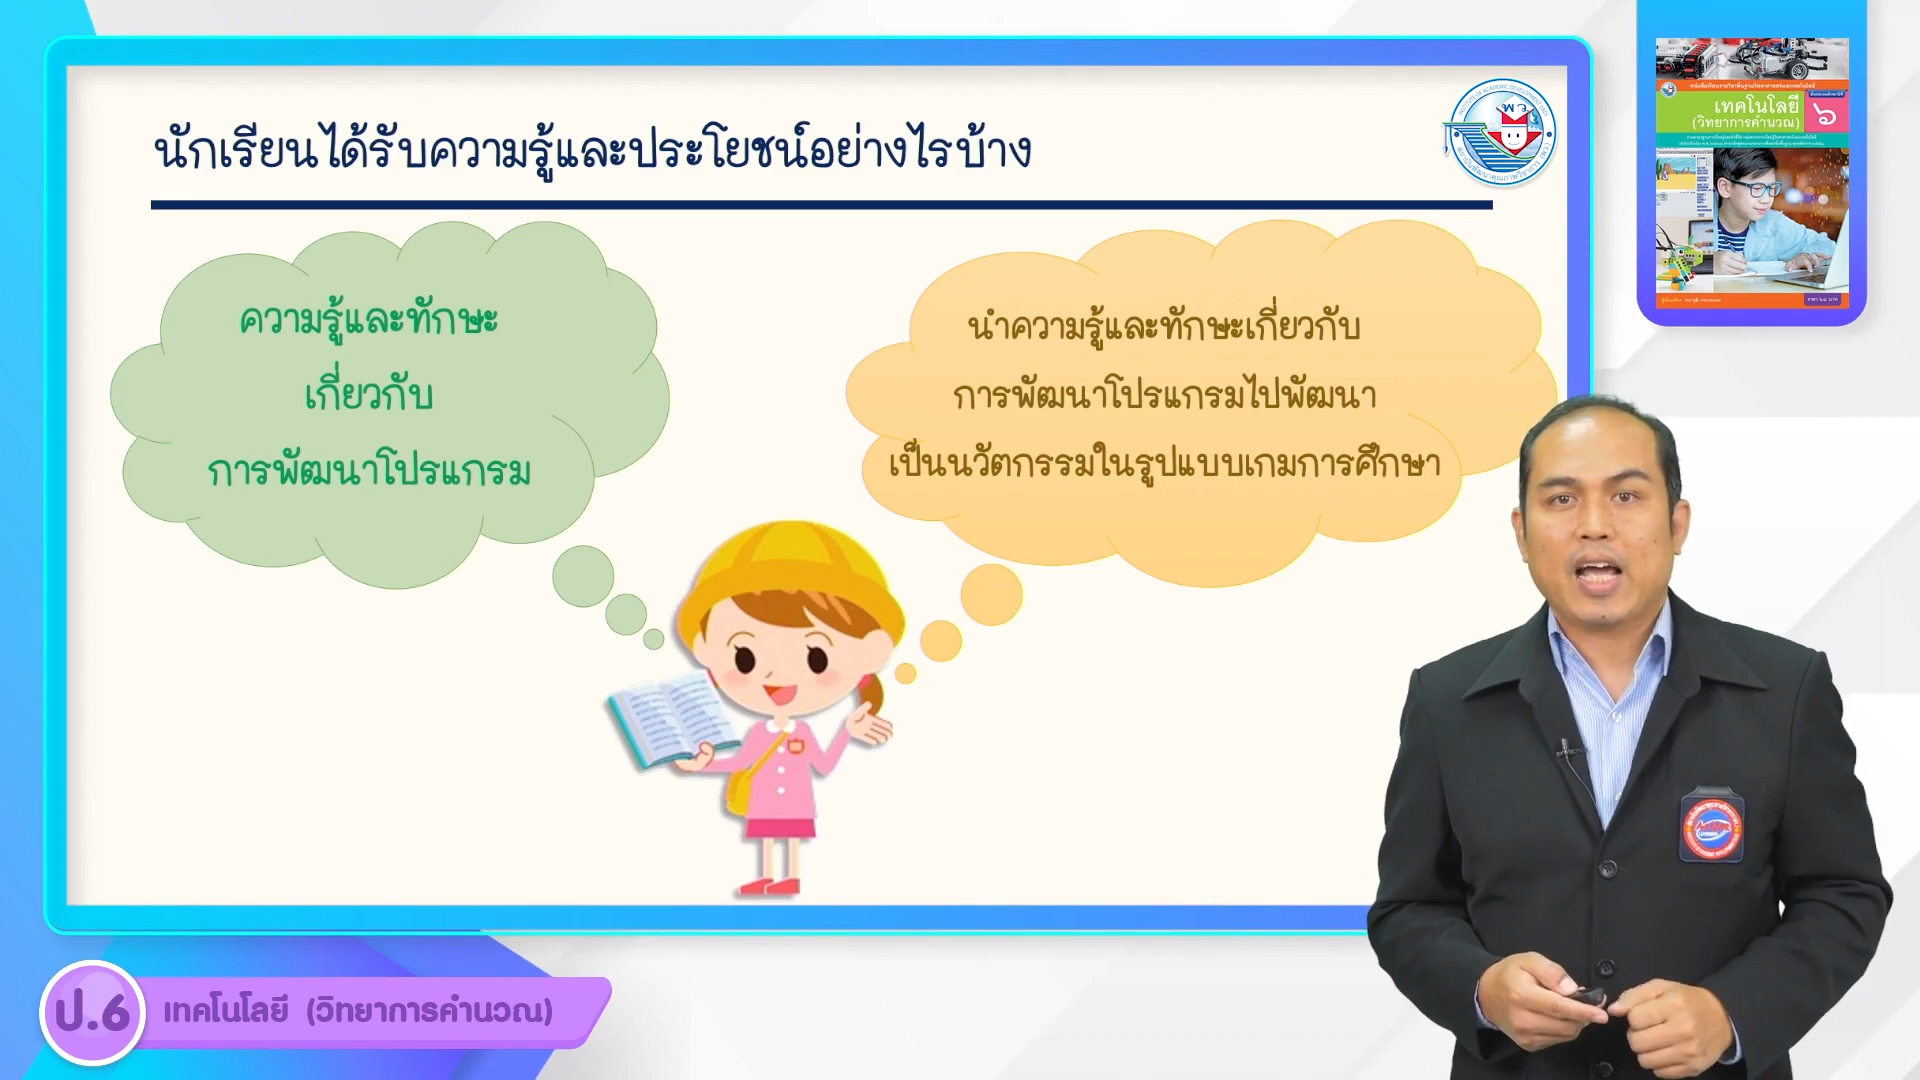 นักเรียนได้รับความรู้และประโยชน์อย่างไรบ้าง
ความรู้และทักษะ
เกี่ยวกับ
การพัฒนาโปรแกรม
นำความรู้และทักษะเกี่ยวกับ
การพัฒนาโปรแกรมไปพัฒนา
เป็นนวัตกรรมในรูปแบบเกมการศึกษา
พว
เทคโนโลยี
(วิทยาการคำนวณ)
๖
ป.6
เทคโนโลยี (วิทยาการคำนวณ)